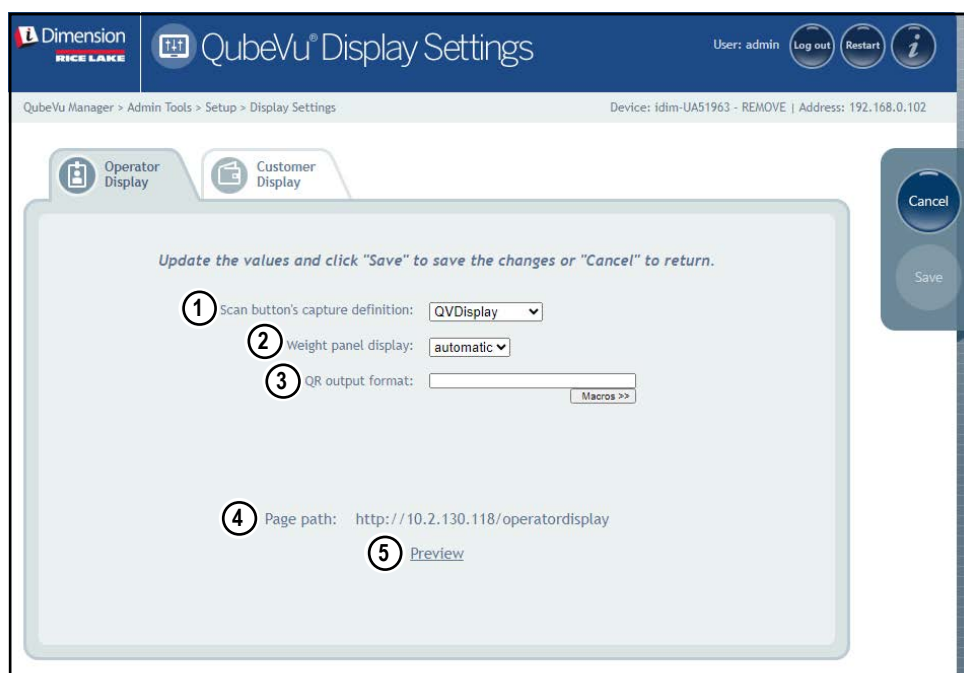 iDimension
RICE LAKE
QubeVu® Display Settings
User: admin
Log out
Restart
i
QubeVu Manager > Admin Tools > Setup > Display Settings
Device: idim-UA51963 - REMOVE | Address: 192.168.0.102
Operator
Display
Customer
Display
Cancel
Save
Update the values and click "Save" to save the changes or "Cancel" to return.
1 Scan button's capture definition: QVDisplay
2 Weight panel display: automatic
3 QR output format:
Macros >>
4 Page path: http://10.2.130.118/operatordisplay
5 Preview